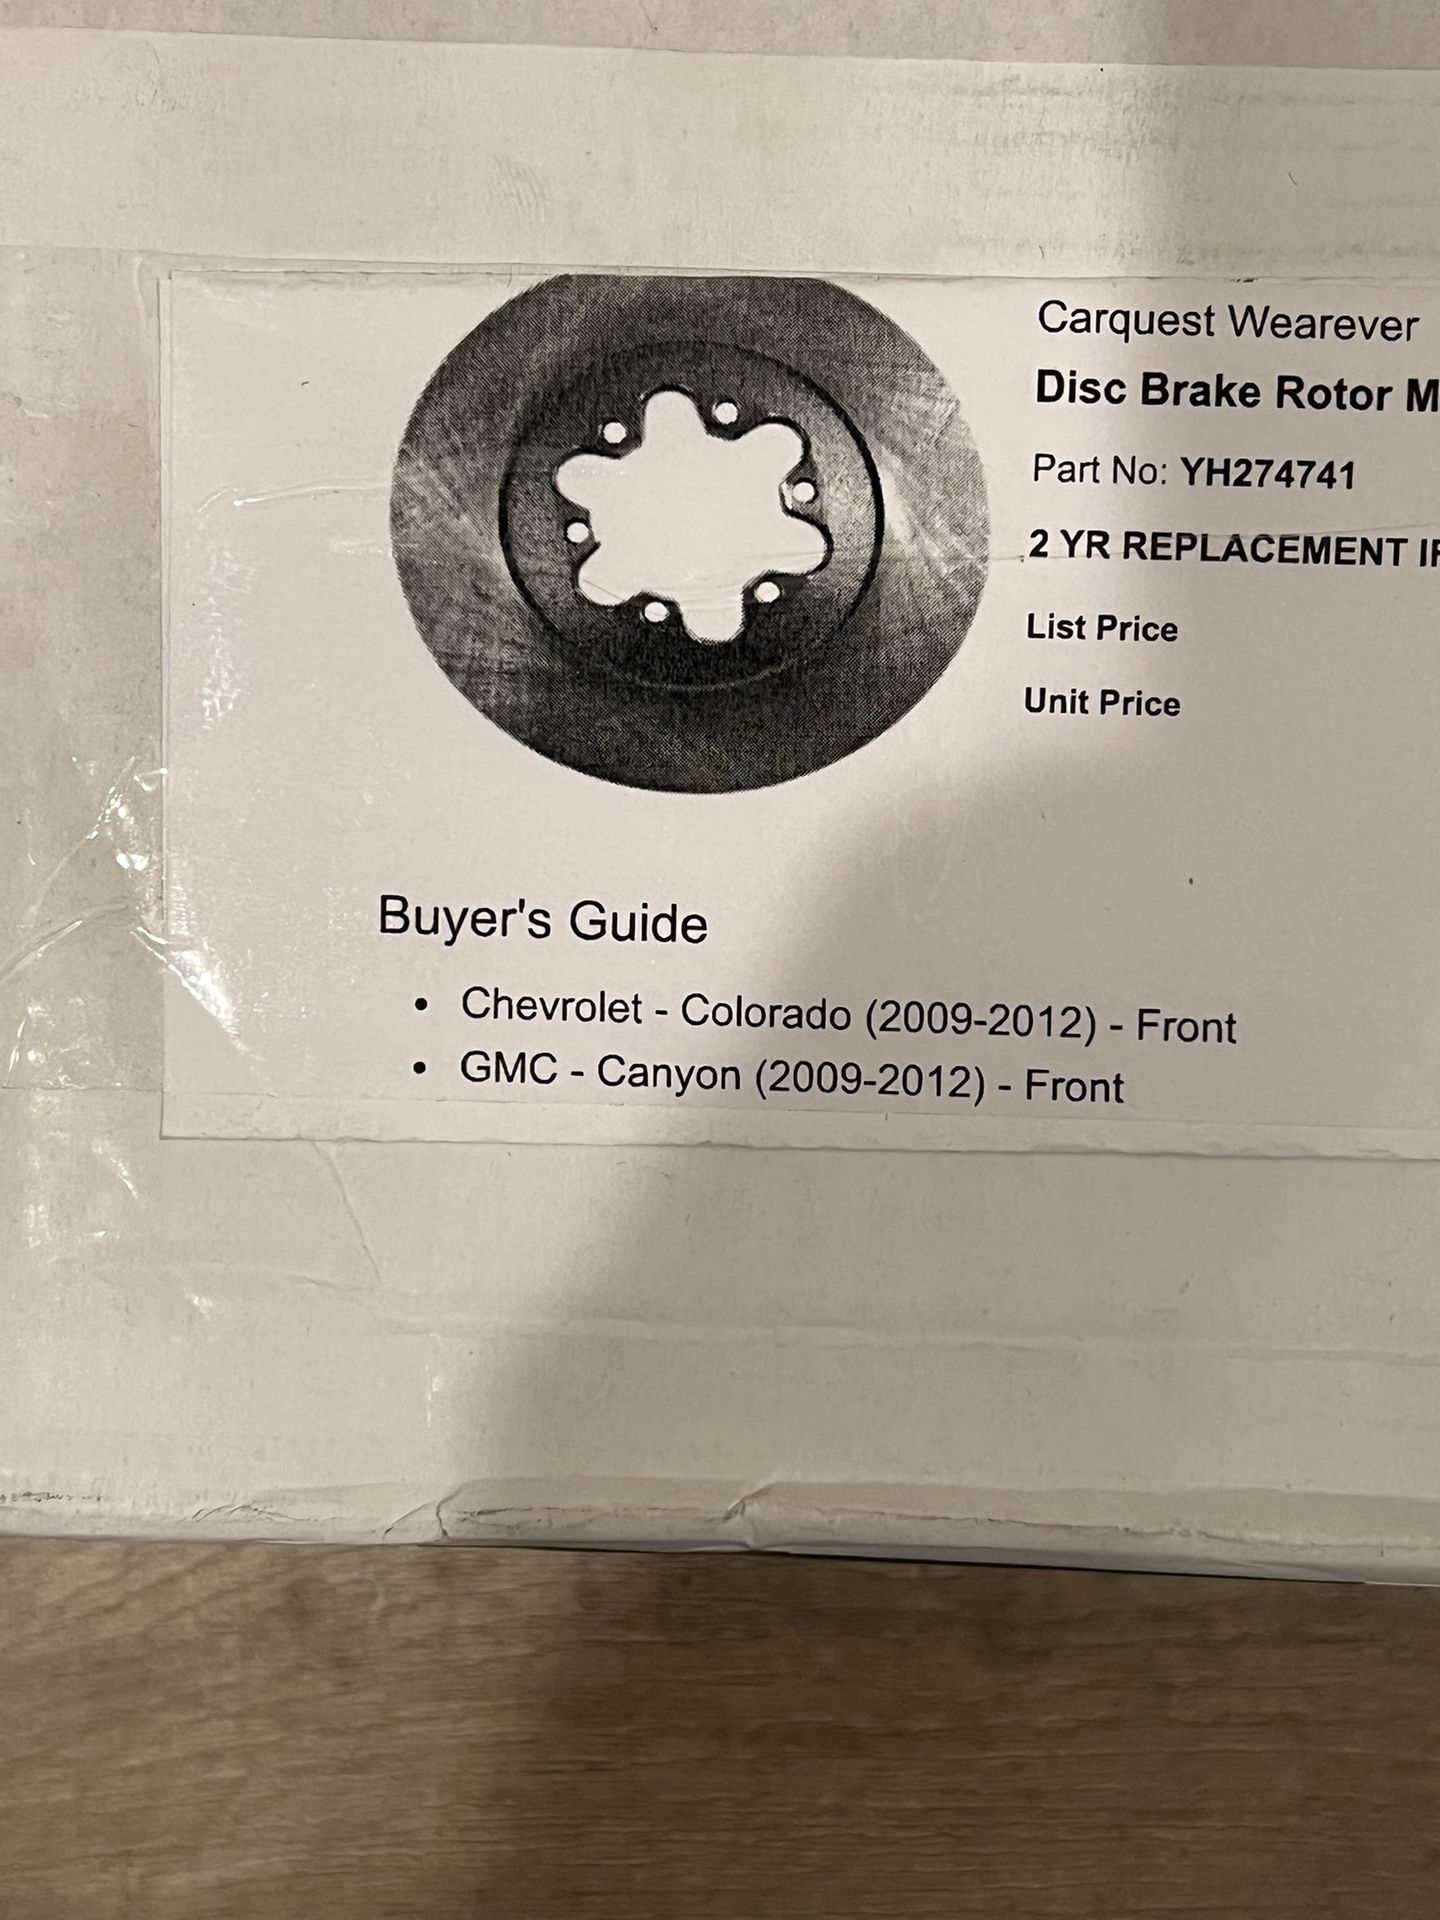 Carquest Wearever
Disc Brake Rotor M
Part No: YH274741
2 YR REPLACEMENT IF
List Price
Unit Price
Buyer's Guide
• Chevrolet - Colorado (2009-2012) - Front
• GMC - Canyon (2009-2012) - Front